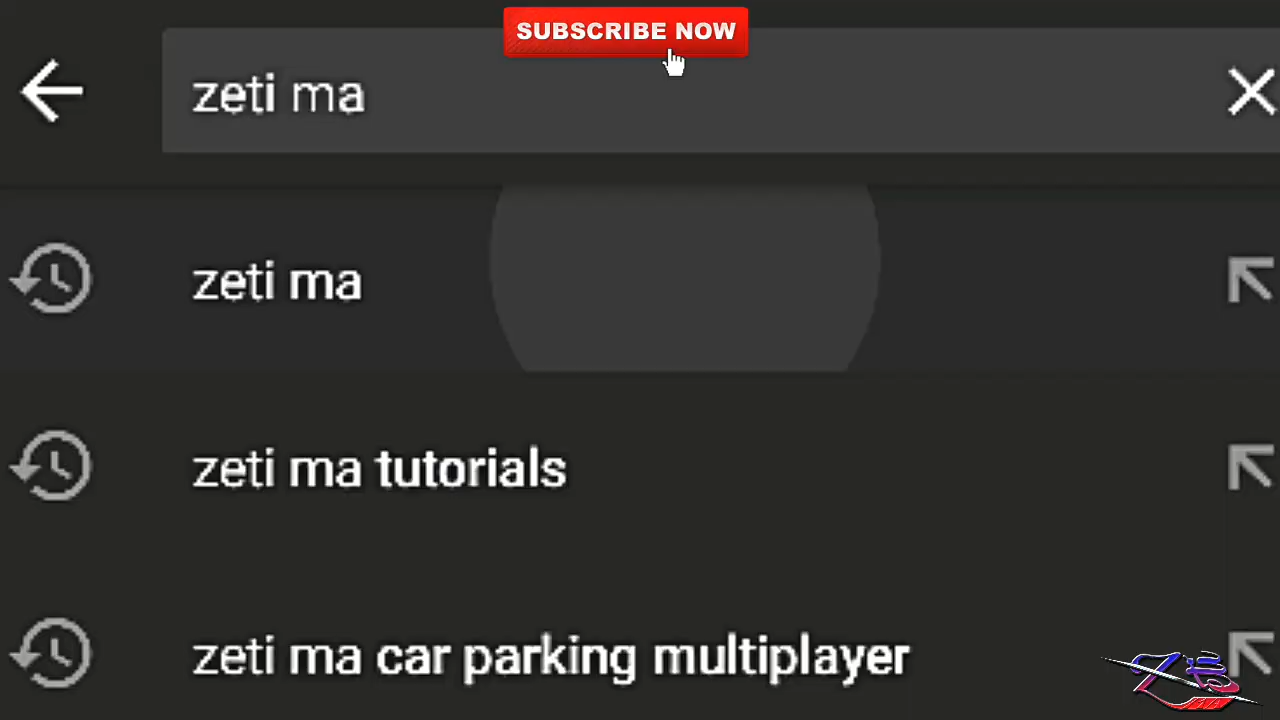 SUBSCRIBE NOW
zeti ma
zeti ma
zeti ma tutorials
zeti ma car parking multiplayer